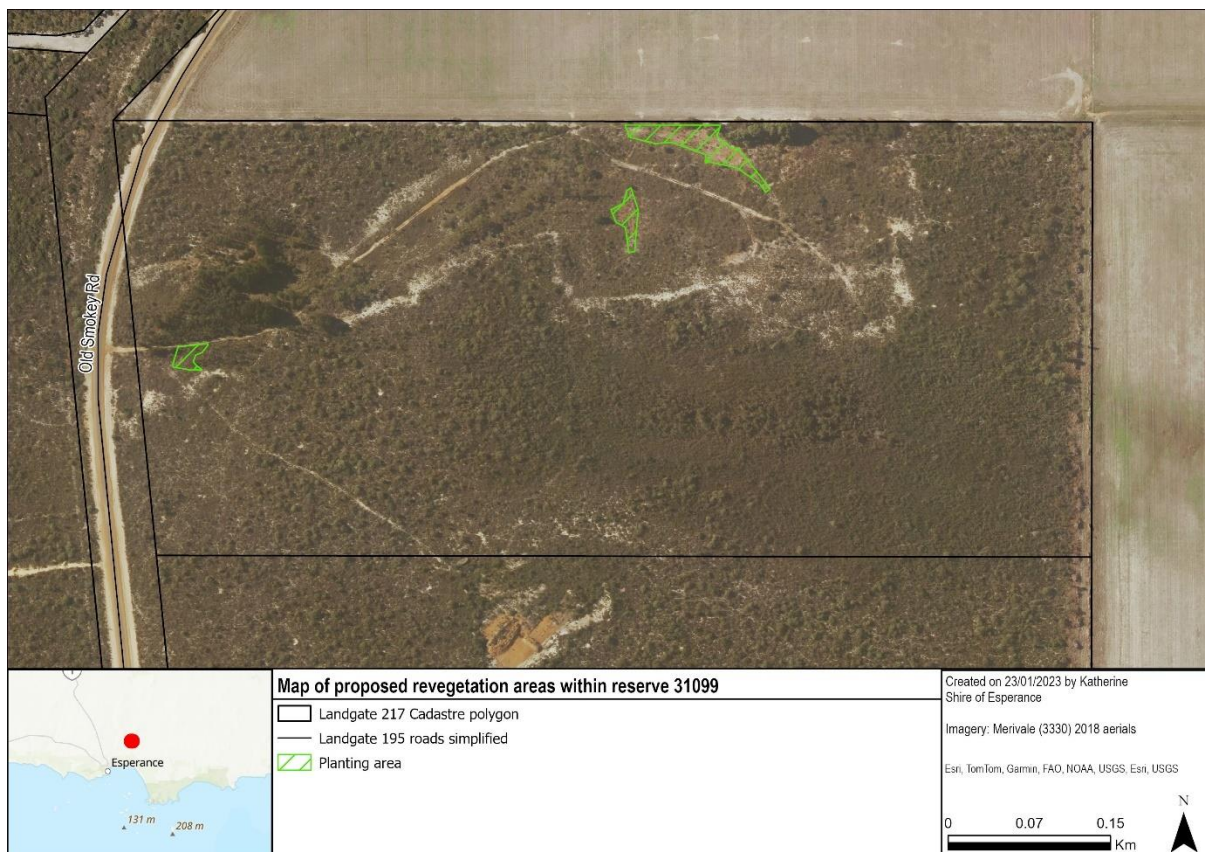 Old Smokey Rd
Map of proposed revegetation areas within reserve 31099
Landgate 217 Cadastre polygon
Landgate 195 roads simplified
Planting area
Esperance
131 m
208 m
Created on 23/01/2023 by Katherine
Shire of Esperance
Imagery: Merivale (3330) 2018 aerials
Esri, TomTom, Garmin, FAO, NOAA, USGS, Esri, USGS
N
0 0.07 0.15
Km